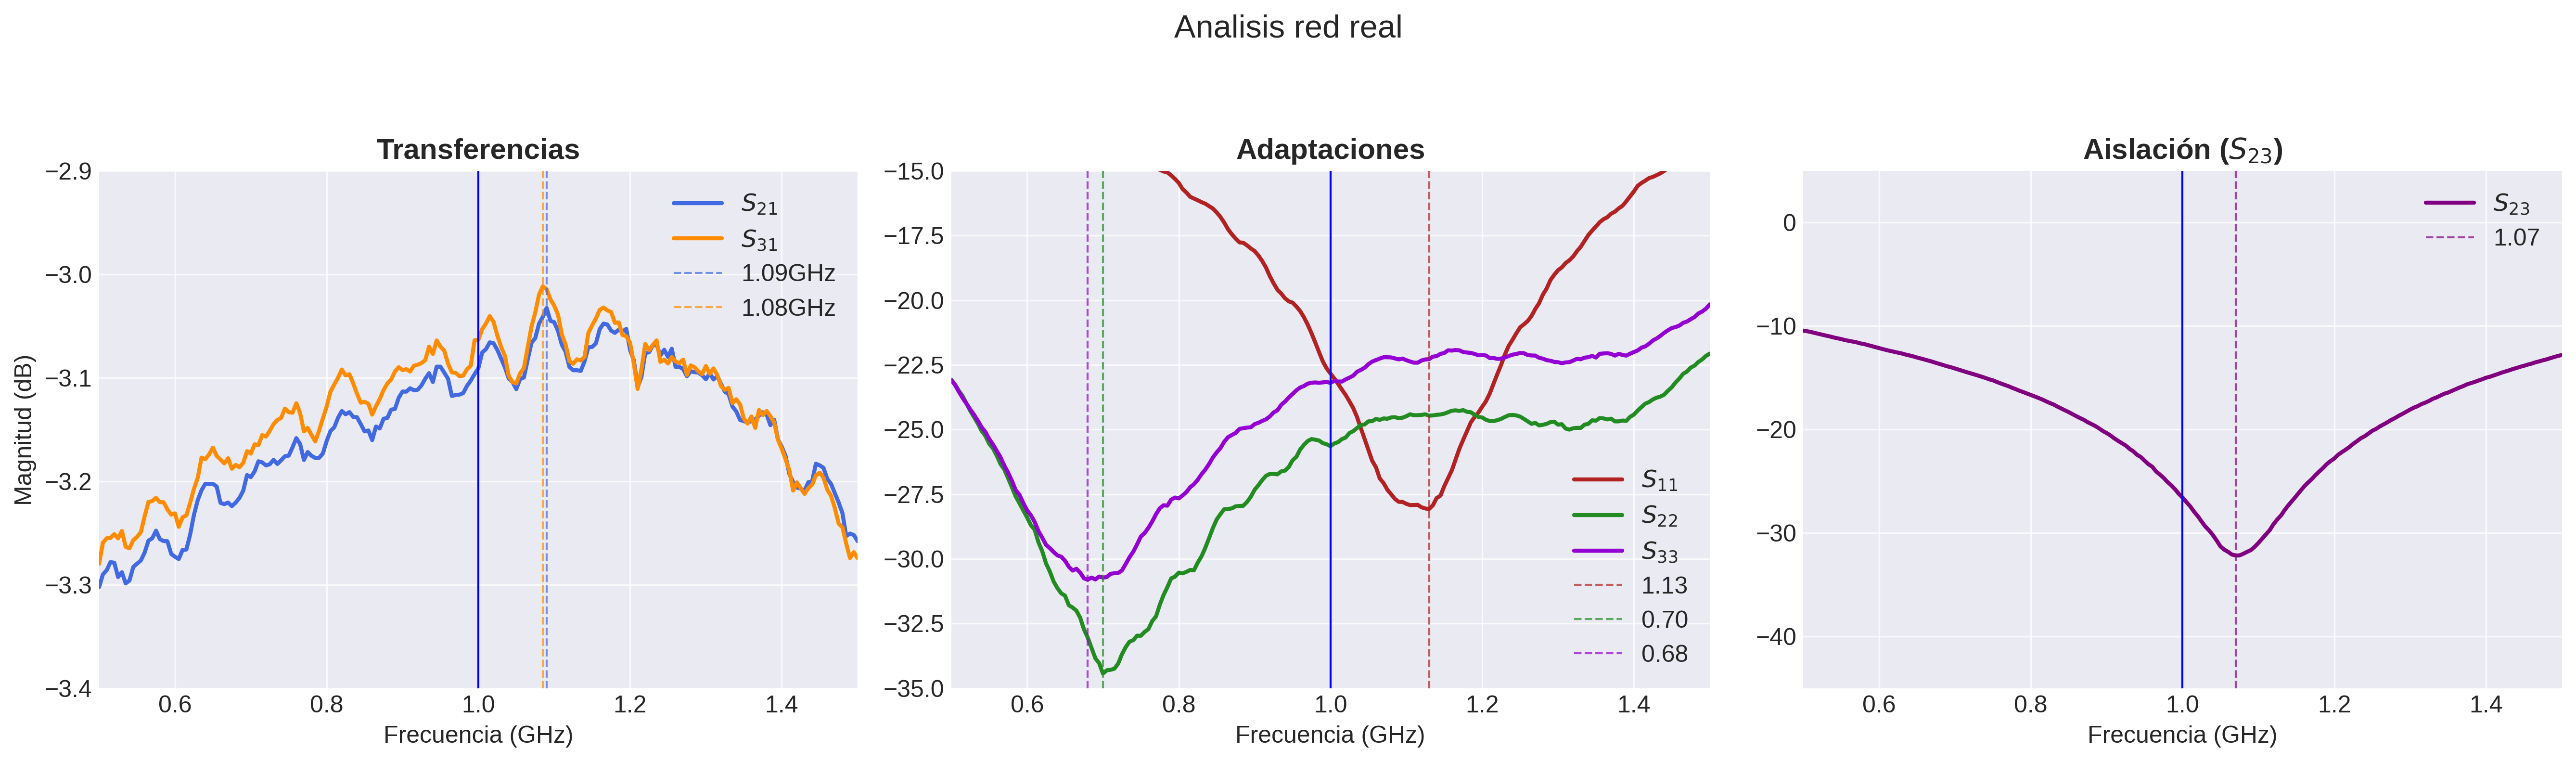 Analisis red real
Transferencias
Magnitud (dB)
−2.9
−3.0
−3.1
−3.2
−3.3
−3.4
0.6
0.8
1.0
1.2
1.4
Frecuencia (GHz)
S21
S31
1.09GHz
1.08GHz
Adaptaciones
−15.0
−17.5
−20.0
−22.5
−25.0
−27.5
−30.0
−32.5
−35.0
0.6
0.8
1.0
1.2
1.4
Frecuencia (GHz)
S11
S22
S33
1.13
0.70
0.68
Aislación (S23)
0
−10
−20
−30
−40
0.6
0.8
1.0
1.2
1.4
Frecuencia (GHz)
S23
1.07